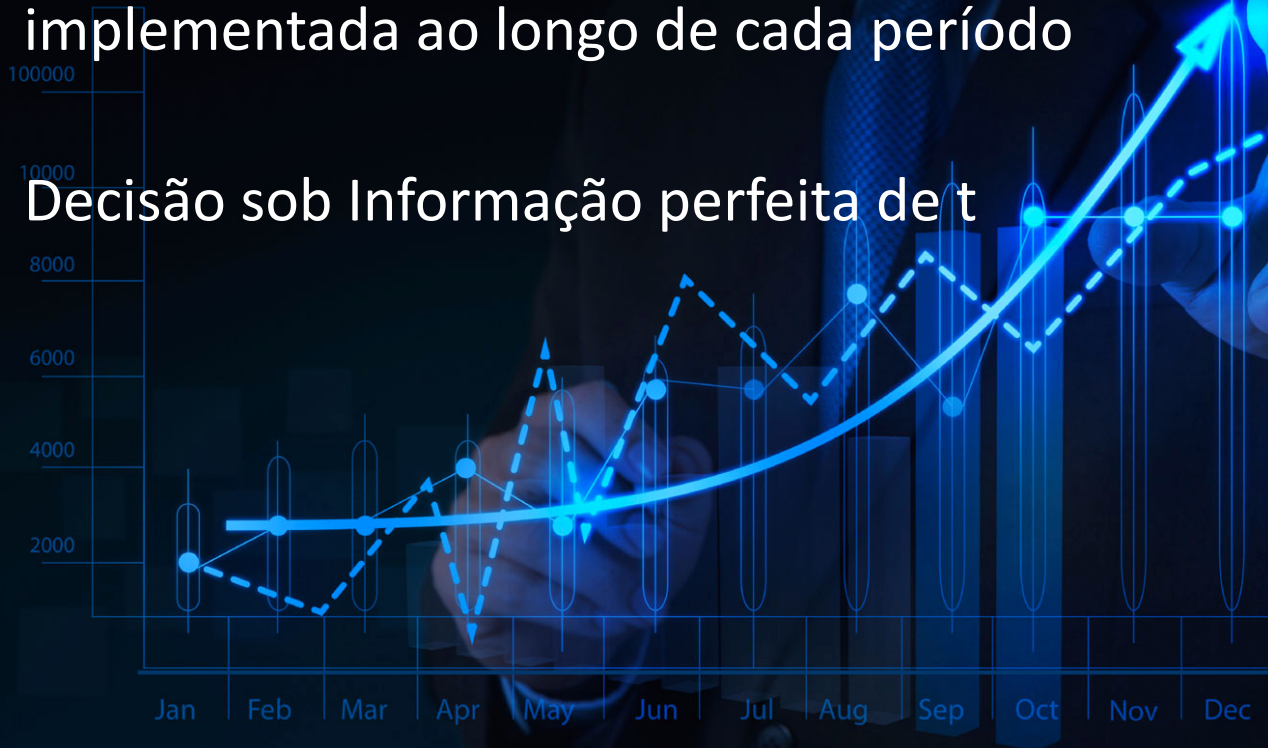 implementada ao longo de cada período
100000
10000
Decisão sob Informação perfeita de t
8000
6000
4000
2000
Jan Feb Mar Apr May Jun Jul Aug Sep Oct Nov Dec